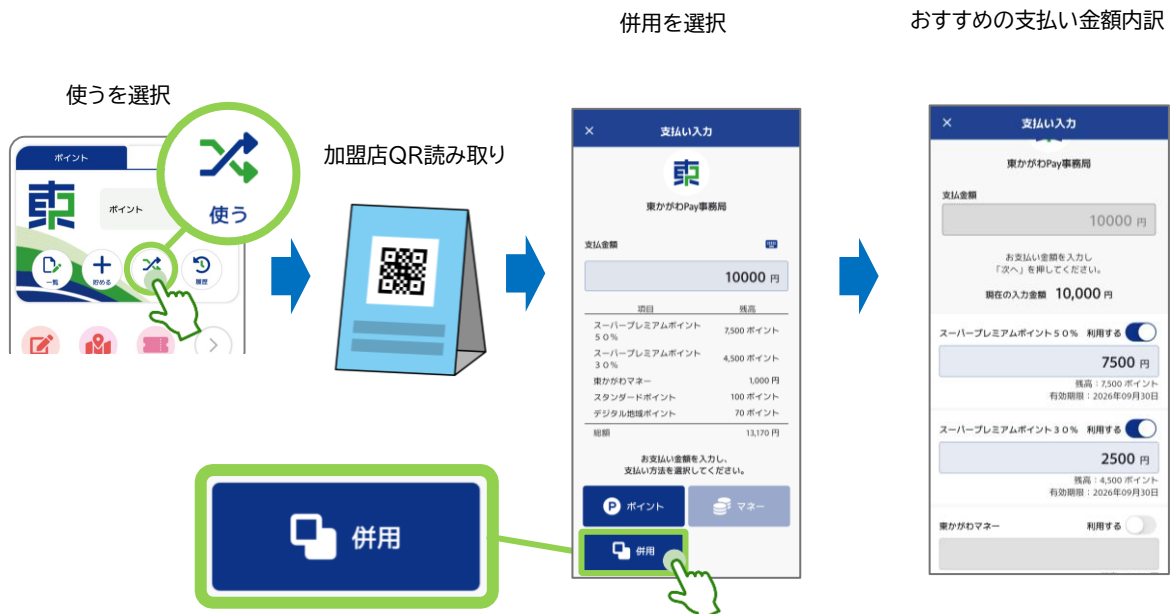 併用を選択
おすすめの支払い金額内訳
使うを選択
ポイント
東
ポイント
一覧
貯める
使う
履歴
使う
加盟店QR読み取り
× 支払い入力
東
東かがわPay事務局
支払金額
10000 円
項目 残高
スーパープレミアムポイント
50% 7,500 ポイント
スーパープレミアムポイント
30% 4,500 ポイント
東かがわマネー 1,000 円
スタンダードポイント 100 ポイント
デジタル地域ポイント 70 ポイント
総額 13,170 円
お支払い金額を入力し、
支払い方法を選択してください。
P ポイント
マネー
併用
併用
× 支払い入力
東かがわPay事務局
支払金額
10000 円
お支払い金額を入力し
「次へ」を押してください。
現在の入力金額 10,000 円
スーパープレミアムポイント50% 利用する
7500 円
残高：7,500 ポイント
有効期限：2026年09月30日
スーパープレミアムポイント30% 利用する
2500 円
残高：4,500 ポイント
有効期限：2026年09月30日
東かがわマネー 利用する